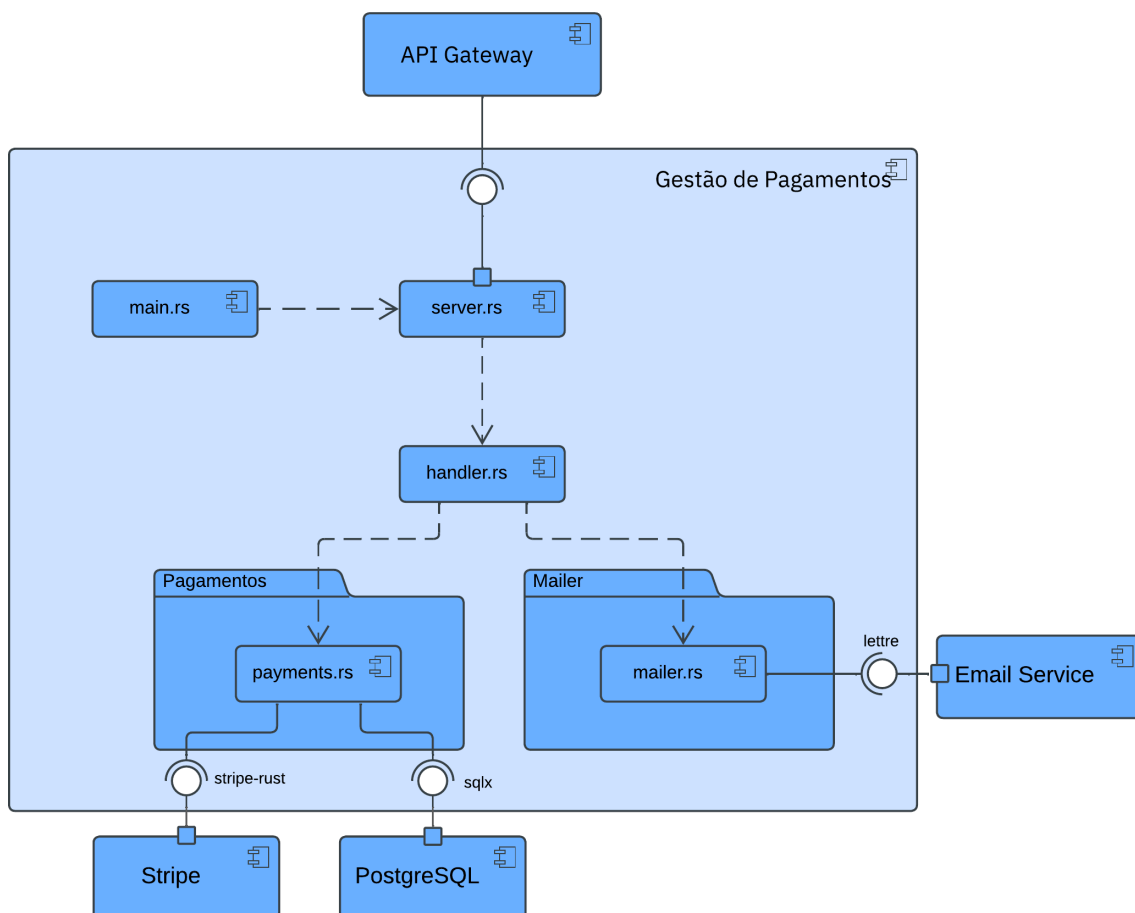 API Gateway
Gestão de Pagamentos
main.rs
server.rs
handler.rs
Pagamentos
Mailer
payments.rs
mailer.rs
lettre
Email Service
stripe-rust
sqlx
Stripe
PostgreSQL